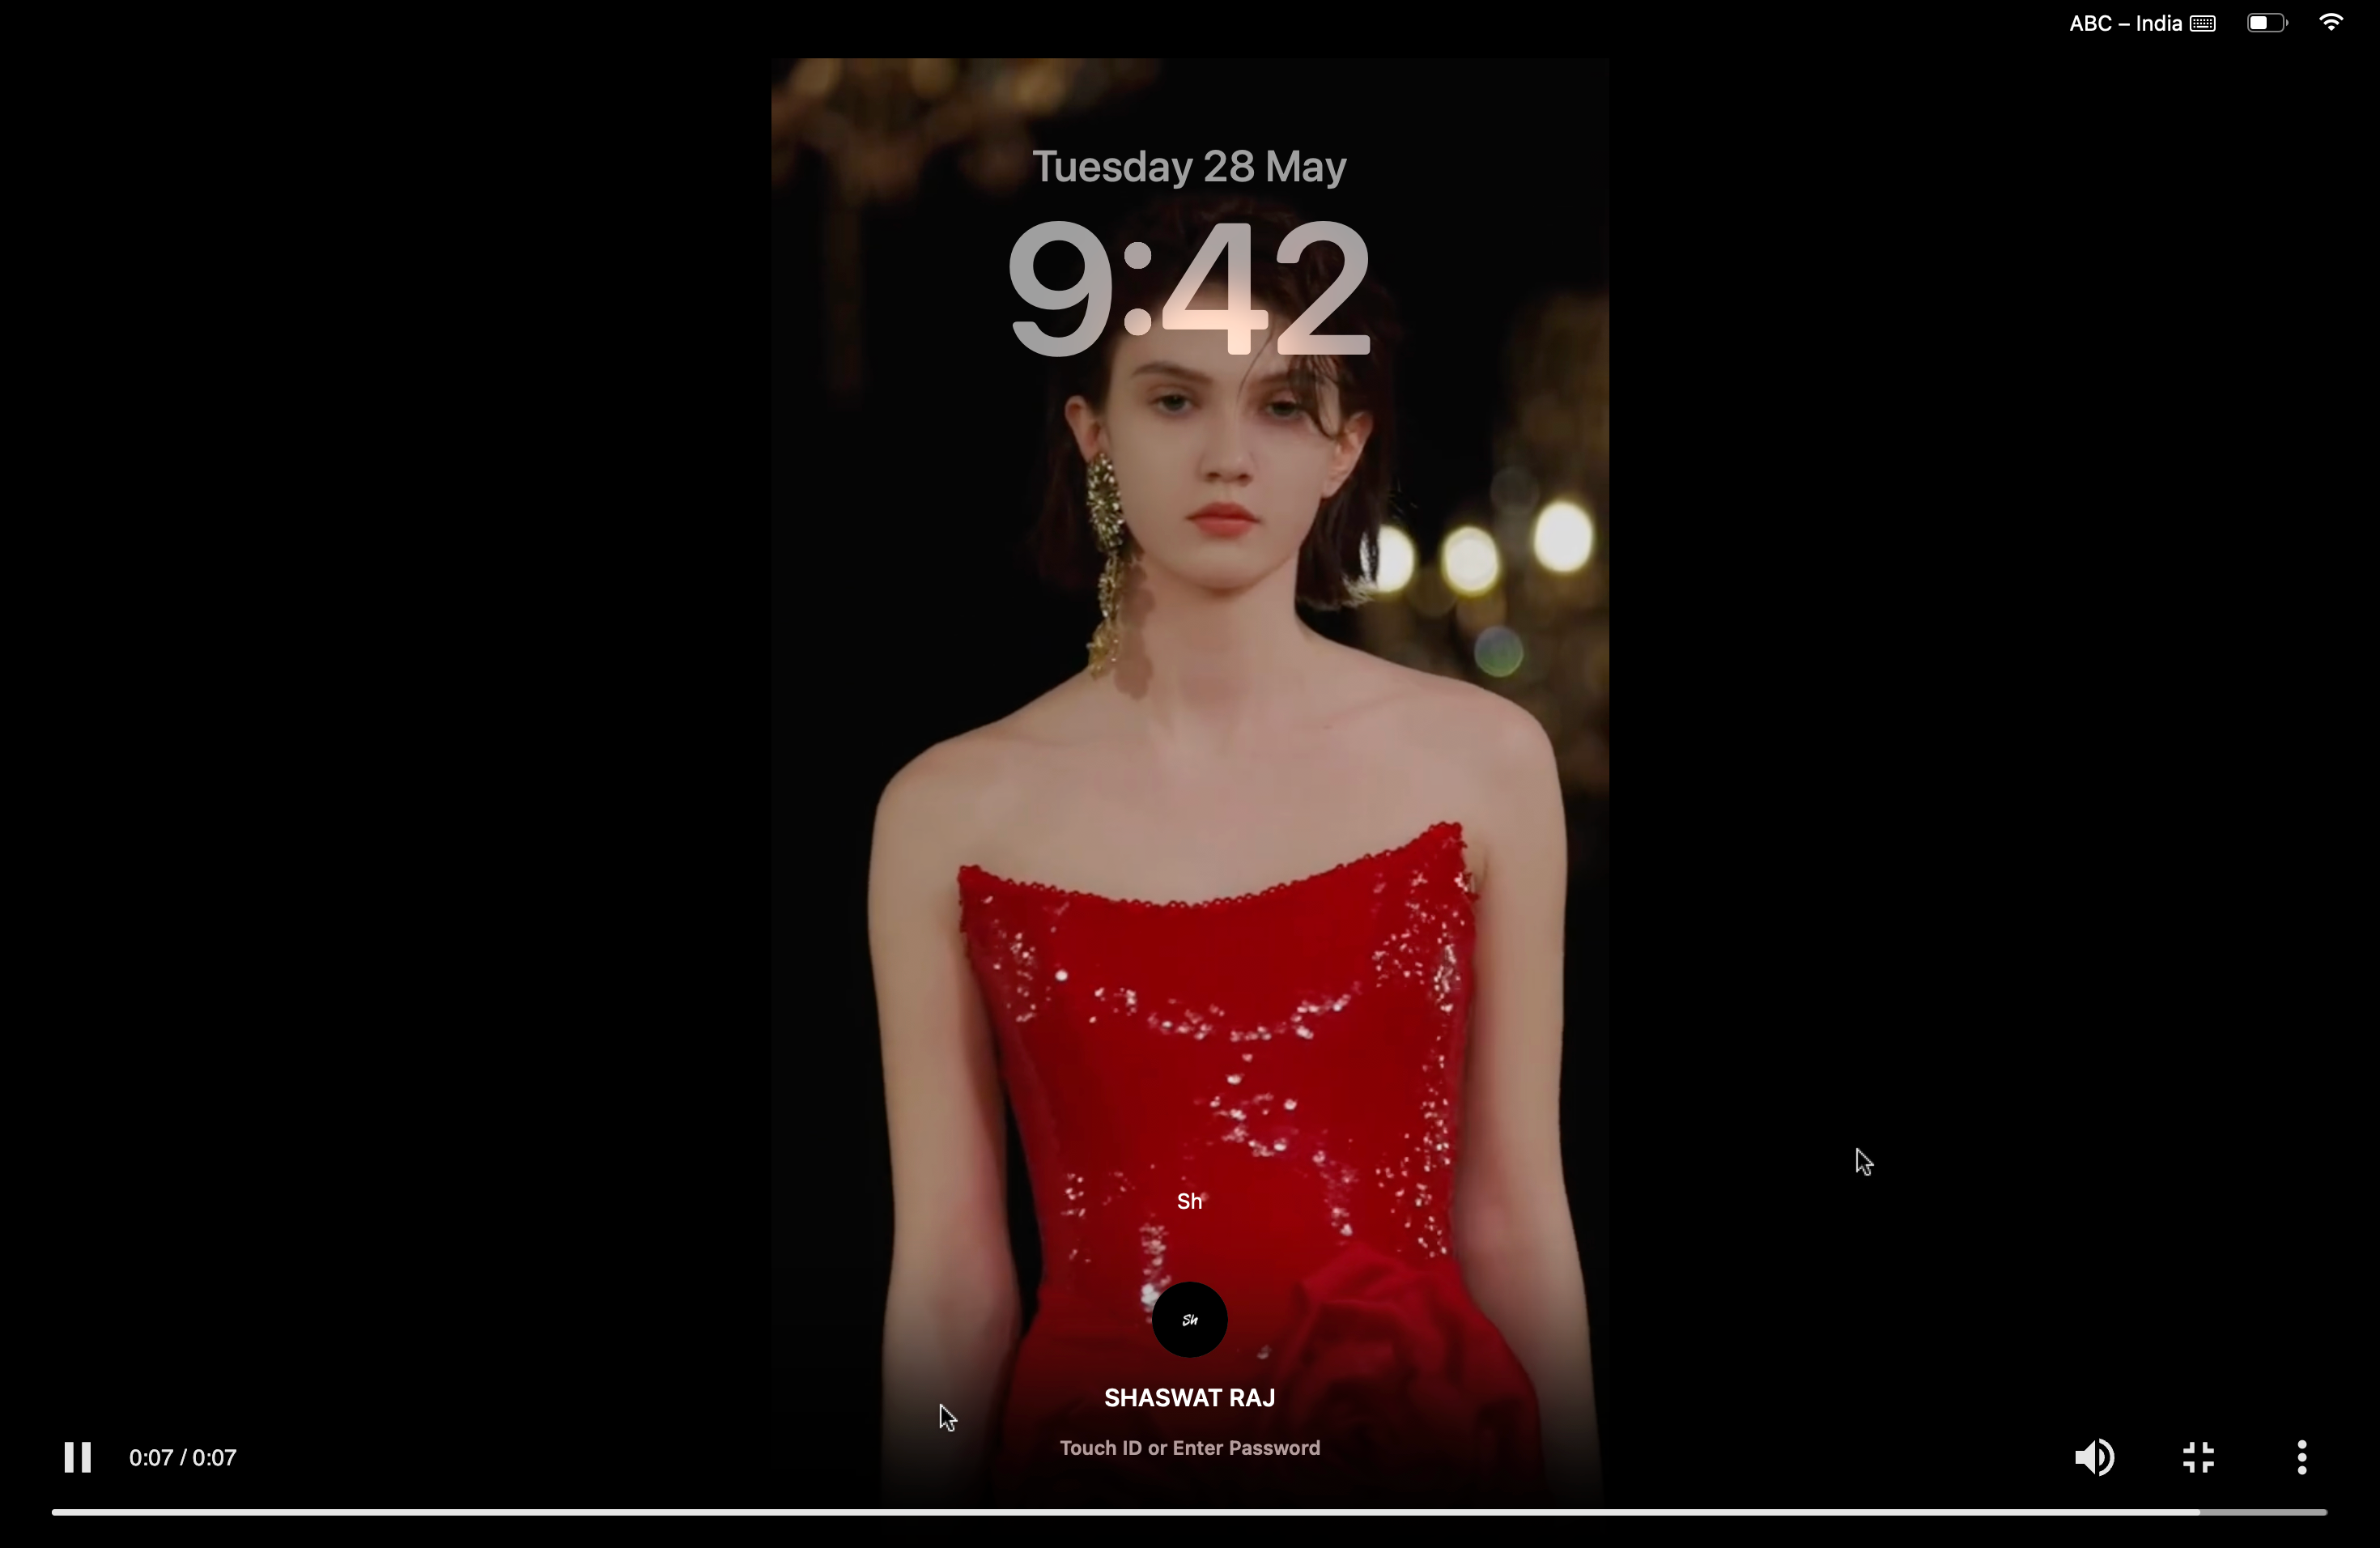 ABC – India
Tuesday 28 May
9:42
Sh
Sh
SHASWAT RAJ
Touch ID or Enter Password
0:07 / 0:07